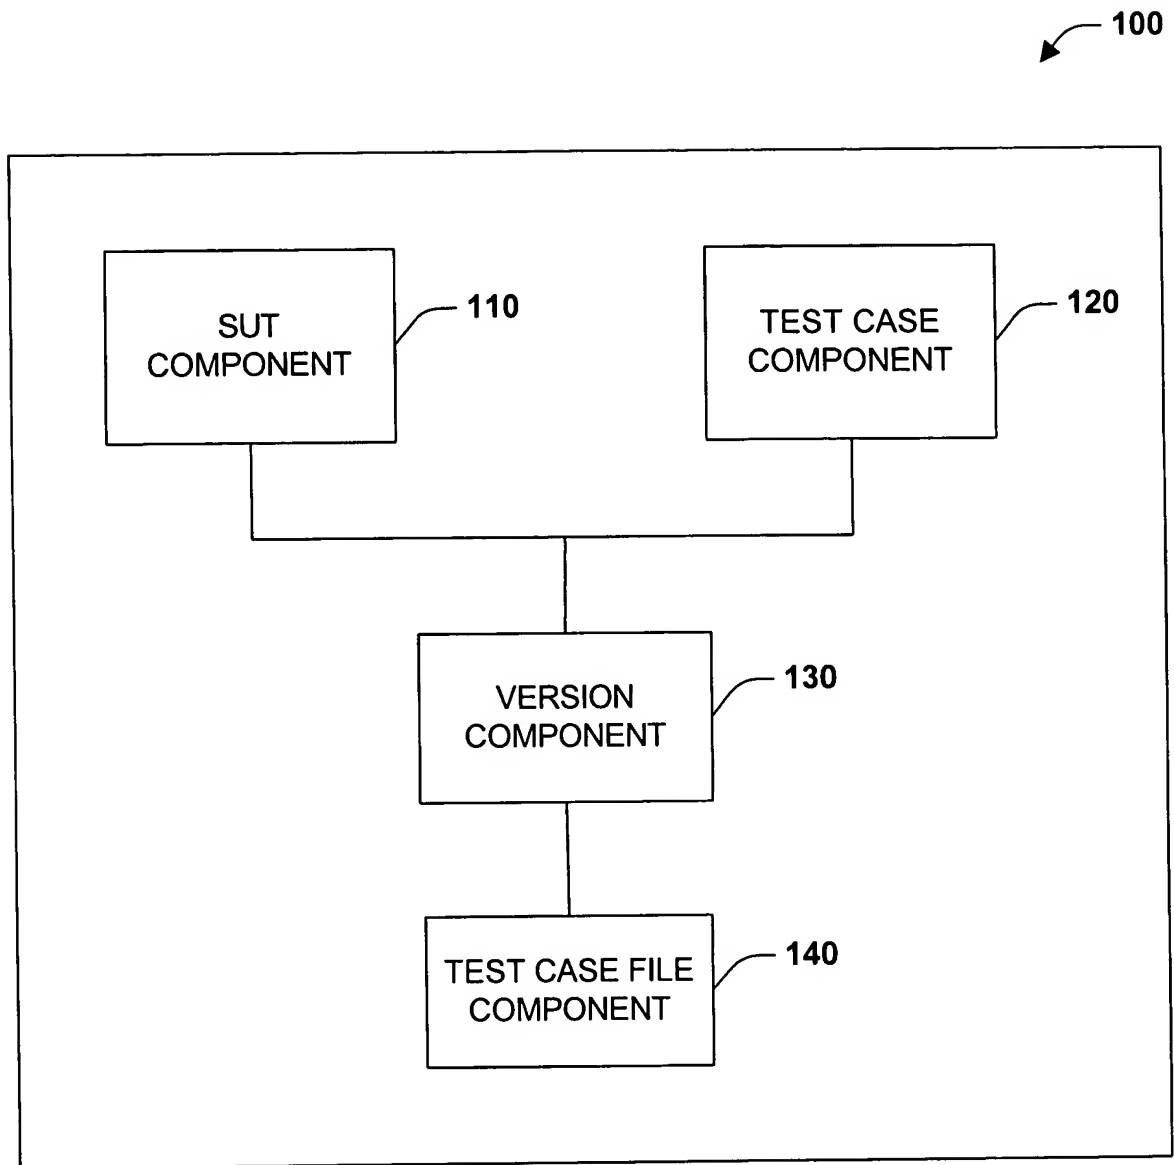 100
SUT
COMPONENT
110
TEST CASE
COMPONENT
120
VERSION
COMPONENT
130
TEST CASE FILE
COMPONENT
140